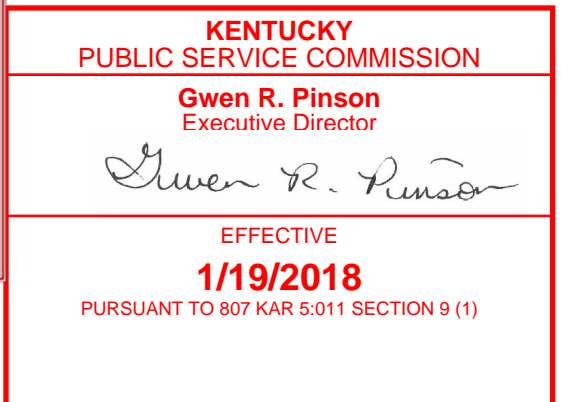 KENTUCKY
PUBLIC SERVICE COMMISSION
Gwen R. Pinson
Executive Director
Gwen R. Pinson
EFFECTIVE
1/19/2018
PURSUANT TO 807 KAR 5:011 SECTION 9 (1)